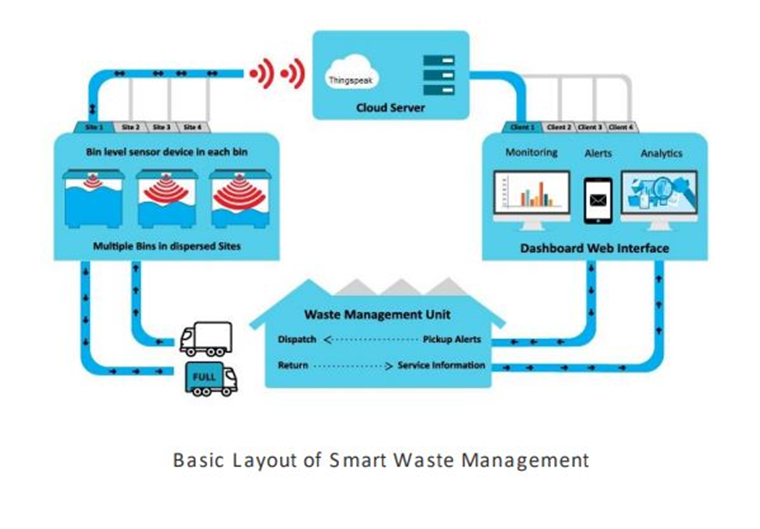 Thingspeak
Cloud Server
Site 1 Site 2 Site 3 Site 4
Bin level sensor device in each bin
Multiple Bins in dispersed Sites
Client 1 Client 2 Client 3 Client 4
Monitoring Alerts Analytics
Dashboard Web Interface
Waste Management Unit
Dispatch Pickup Alerts
Return Service Information
FULL
Basic Layout of Smart Waste Management